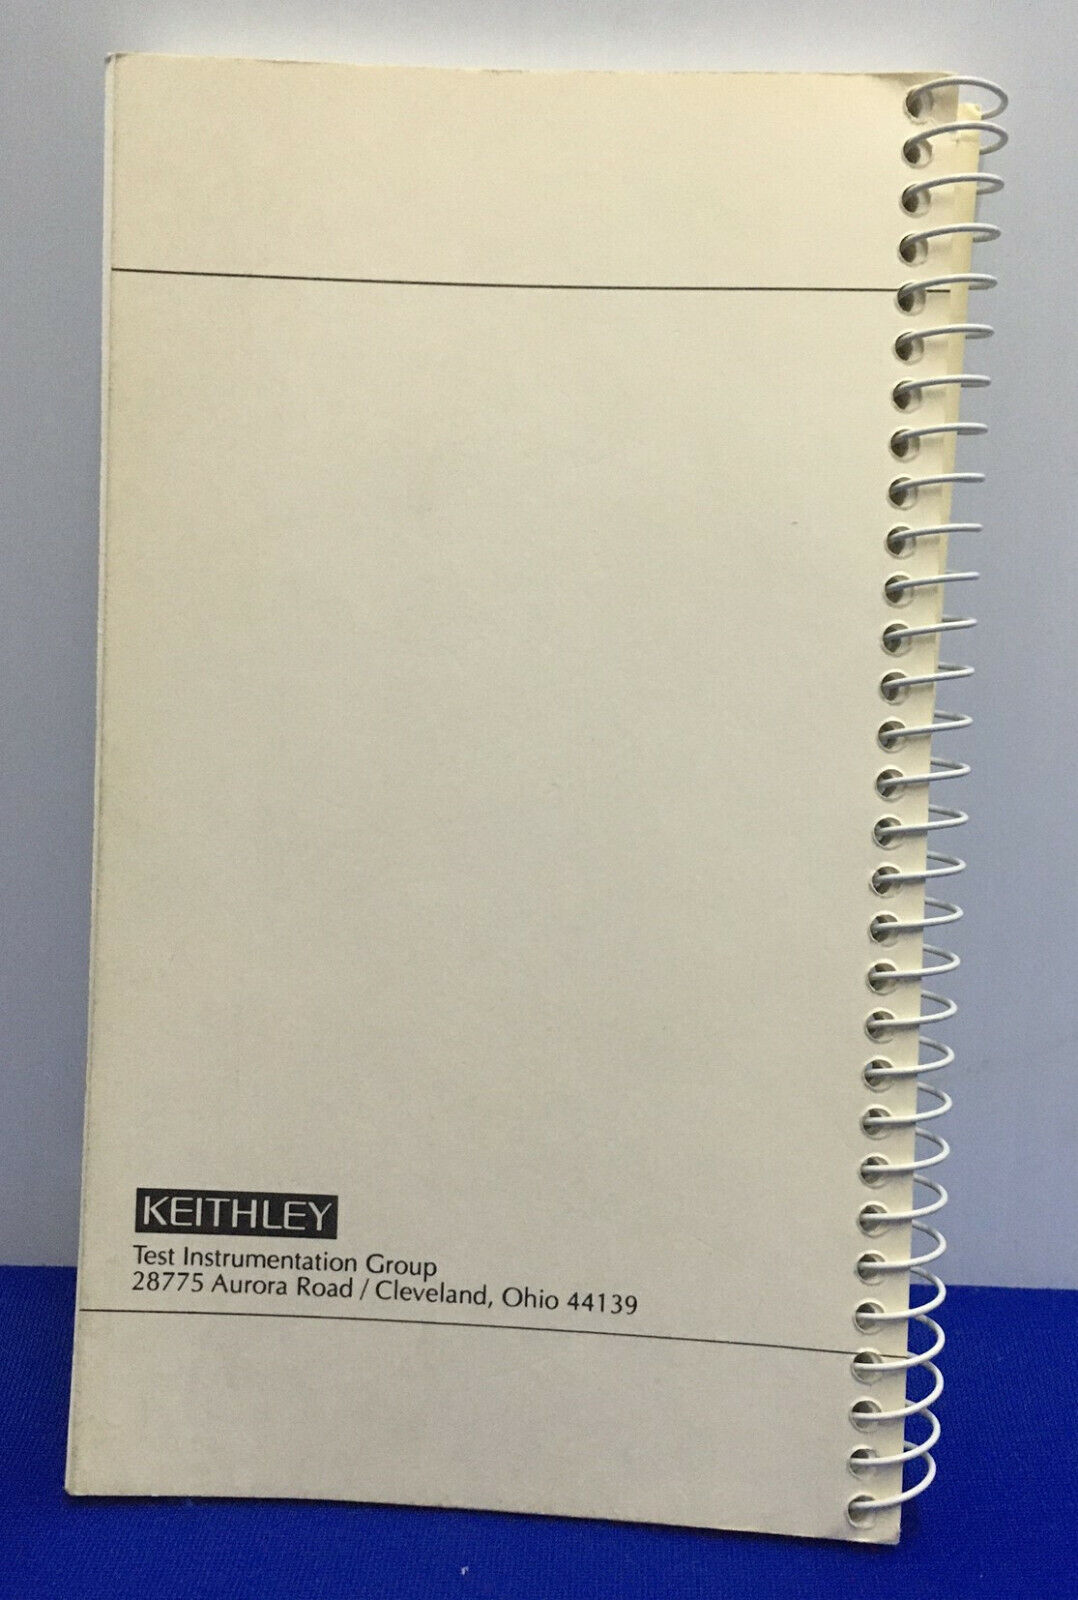 KEITHLEY
Test Instrumentation Group
28775 Aurora Road / Cleveland, Ohio 44139